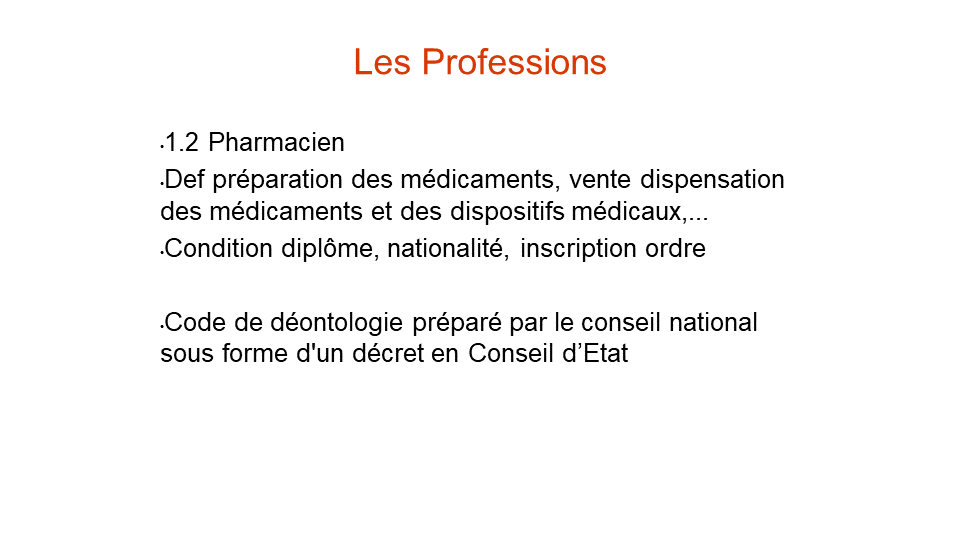 Les Professions
•1.2 Pharmacien
•Def préparation des médicaments, vente dispensation
des médicaments et des dispositifs médicaux,...
•Condition diplôme, nationalité, inscription ordre
•Code de déontologie préparé par le conseil national
sous forme d'un décret en Conseil d’Etat